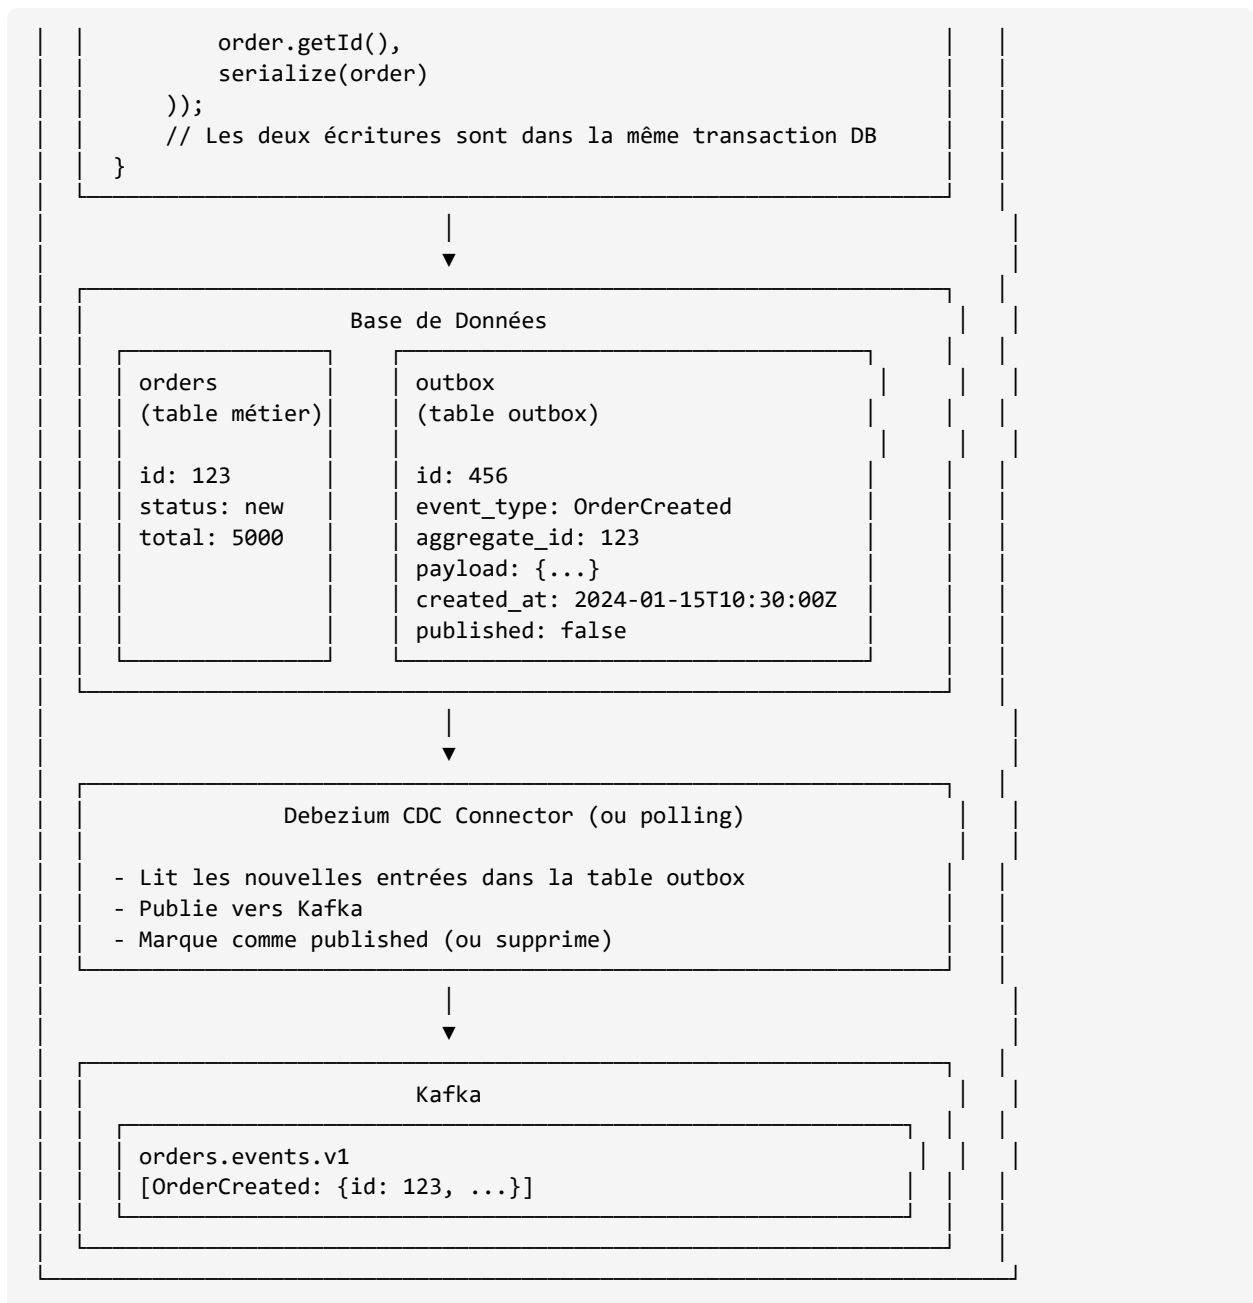 order.getId(),
serialize(order)
));
// Les deux écritures sont dans la même transaction DB
}
Base de Données
orders
(table métier)
id: 123
status: new
total: 5000
outbox
(table outbox)
id: 456
event_type: OrderCreated
aggregate_id: 123
payload: {...}
created_at: 2024-01-15T10:30:00Z
published: false
Debezium CDC Connector (ou polling)
- Lit les nouvelles entrées dans la table outbox
- Publie vers Kafka
- Marque comme published (ou supprime)
Kafka
orders.events.v1
[OrderCreated: {id: 123, ...}]